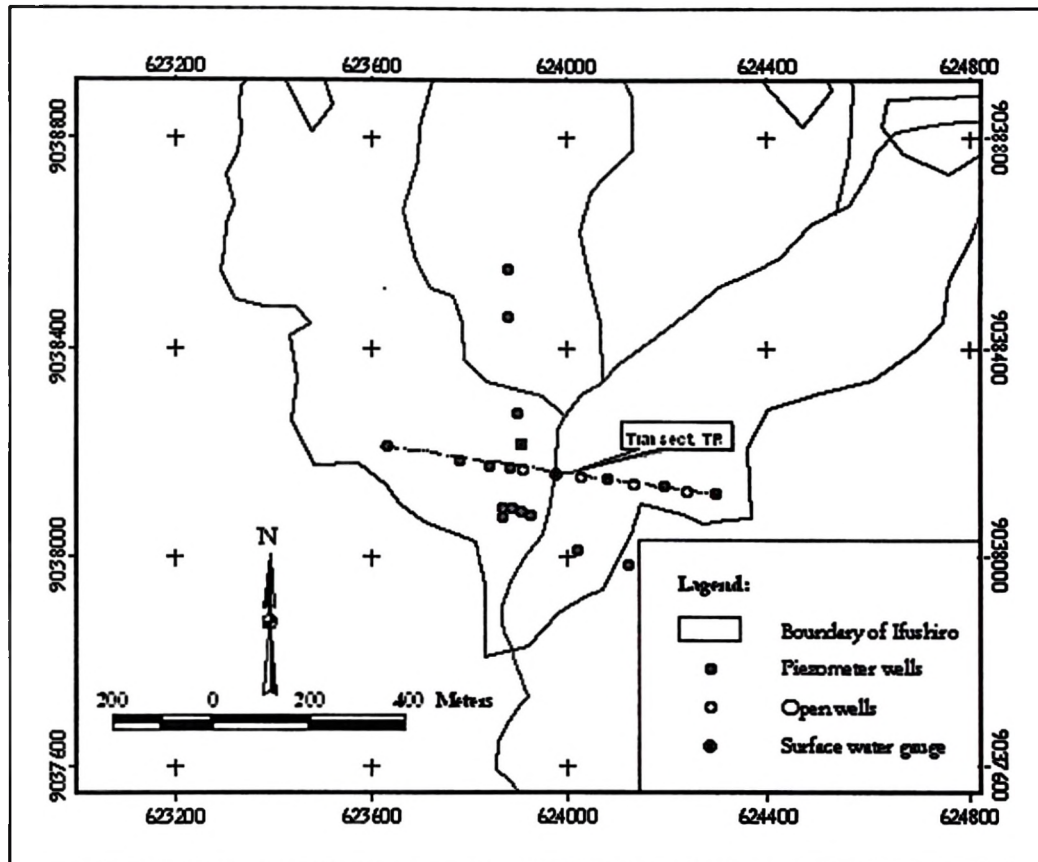 623200 623600 624000 624400 624800
9038800 9038800
9038400 9038400
Transect TR
9038000 9038000
N
Legend:
Boundary of Ifushiro
Piezometer wells
200 0 200 400 Meters
Open wells
Surface water gauge
9037600 9037600
623200 623600 624000 624400 624800